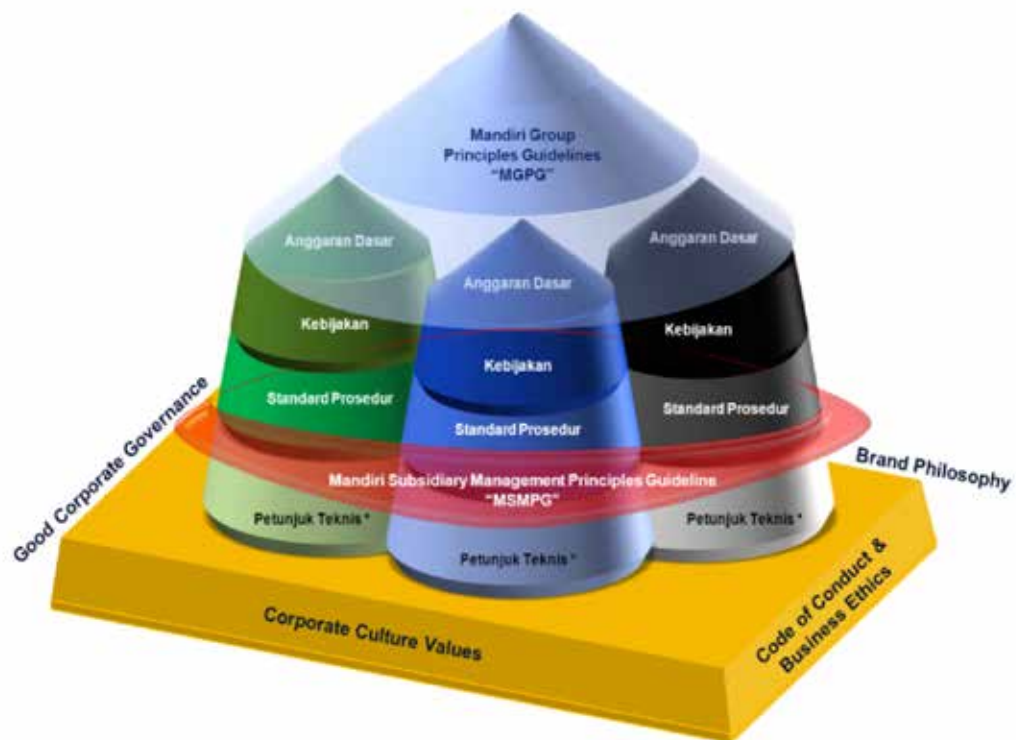 Mandiri Group
Principles Guidelines
“MGPG”
Anggaran Dasar
Anggaran Dasar
Anggaran Dasar
Kebijakan
Kebijakan
Kebijakan
Standard Prosedur
Standard Prosedur
Standard Prosedur
Mandiri Subsidiary Management Principles Guideline
“MSMPG”
Petunjuk Teknis *
Petunjuk Teknis *
Petunjuk Teknis *
Good Corporate Governance
Brand Philosophy
Corporate Culture Values
Code of Conduct &
Business Ethics